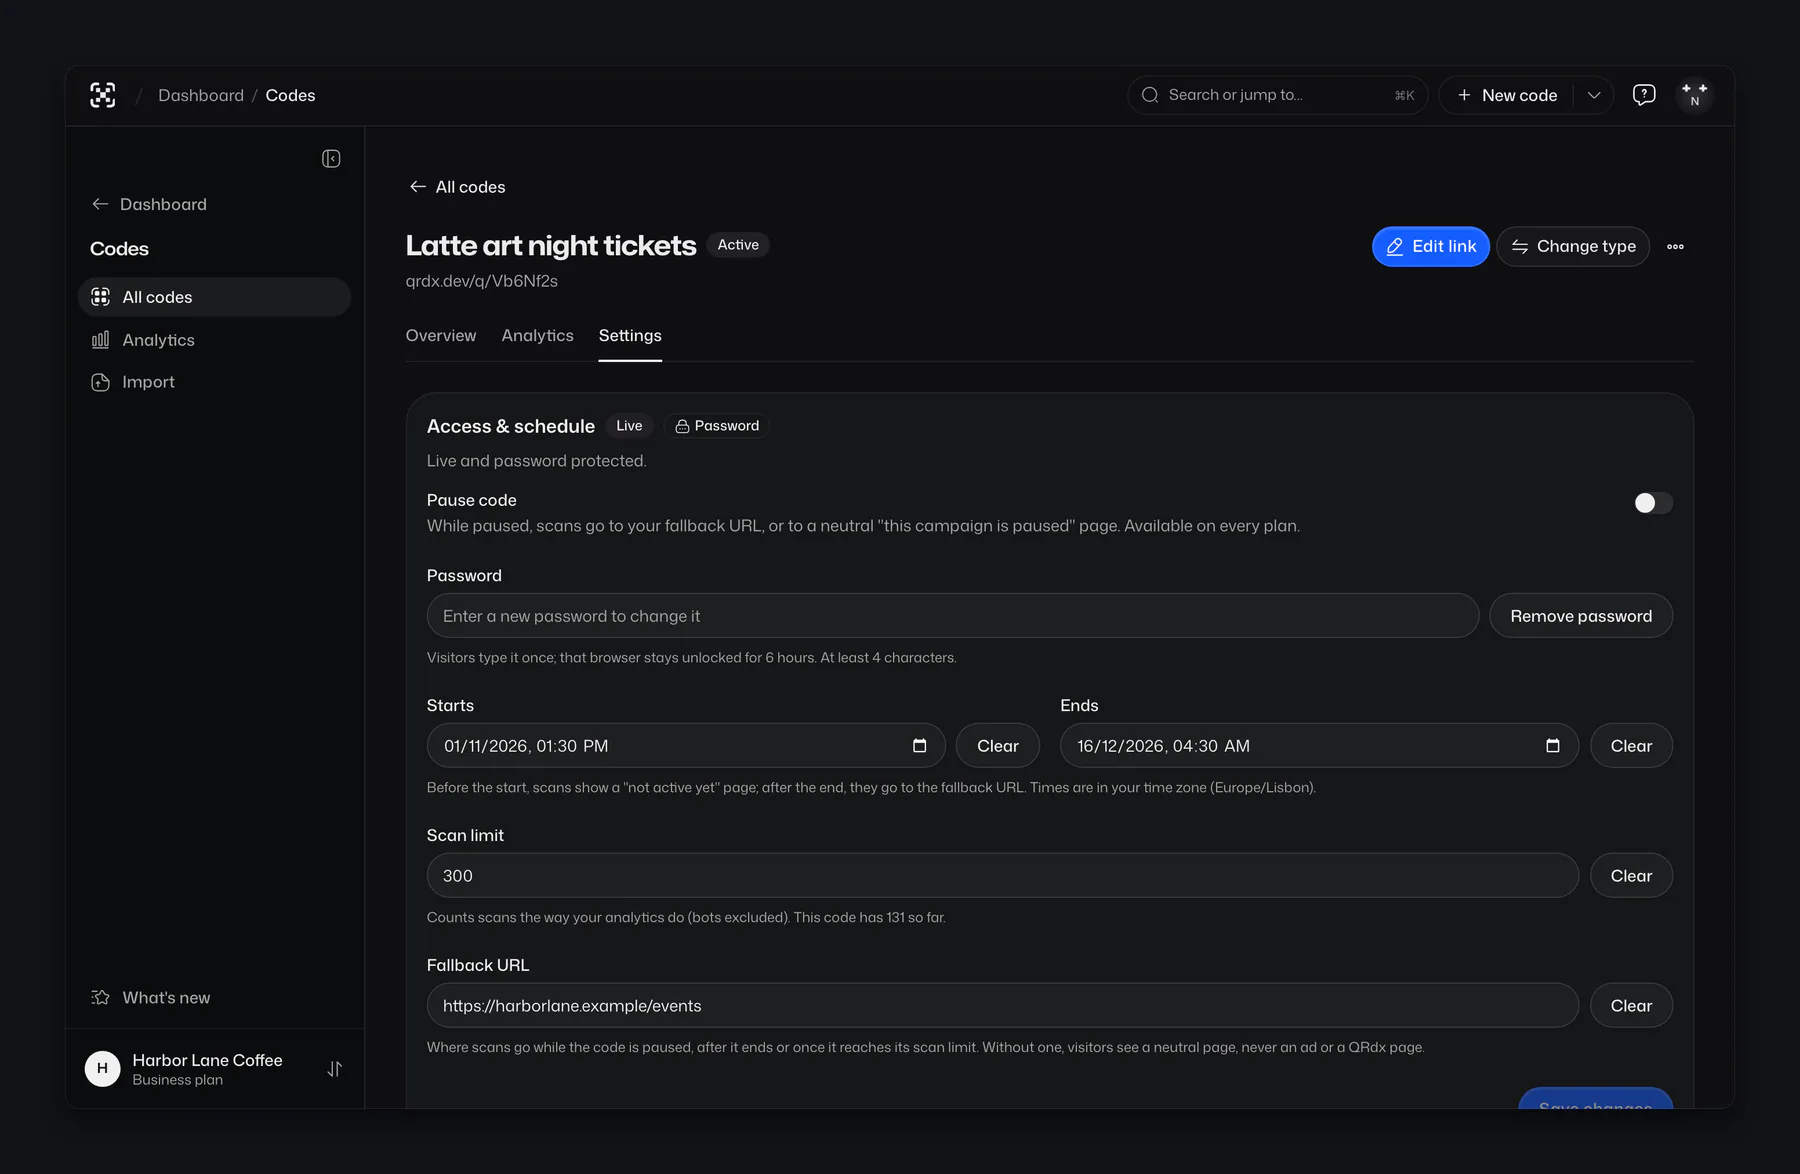 Dashboard / Codes
Search or jump to...
⌘K
New code
N
Dashboard
Codes
All codes
Analytics
Import
What's new
H
Harbor Lane Coffee
Business plan
All codes
Latte art night tickets
Active
Edit link
Change type
qrdx.dev/q/Vb6Nf2s
Overview
Analytics
Settings
Access & schedule
Live
Password
Live and password protected.
Pause code
While paused, scans go to your fallback URL, or to a neutral "this campaign is paused" page. Available on every plan.
Password
Enter a new password to change it
Remove password
Visitors type it once; that browser stays unlocked for 6 hours. At least 4 characters.
Starts
Ends
01/11/2026, 01:30 PM
Clear
16/12/2026, 04:30 AM
Clear
Before the start, scans show a "not active yet" page; after the end, they go to the fallback URL. Times are in your time zone (Europe/Lisbon).
Scan limit
300
Clear
Counts scans the way your analytics do (bots excluded). This code has 131 so far.
Fallback URL
https://harborlane.example/events
Clear
Where scans go while the code is paused, after it ends or once it reaches its scan limit. Without one, visitors see a neutral page, never an ad or a QRdx page.
Save changes